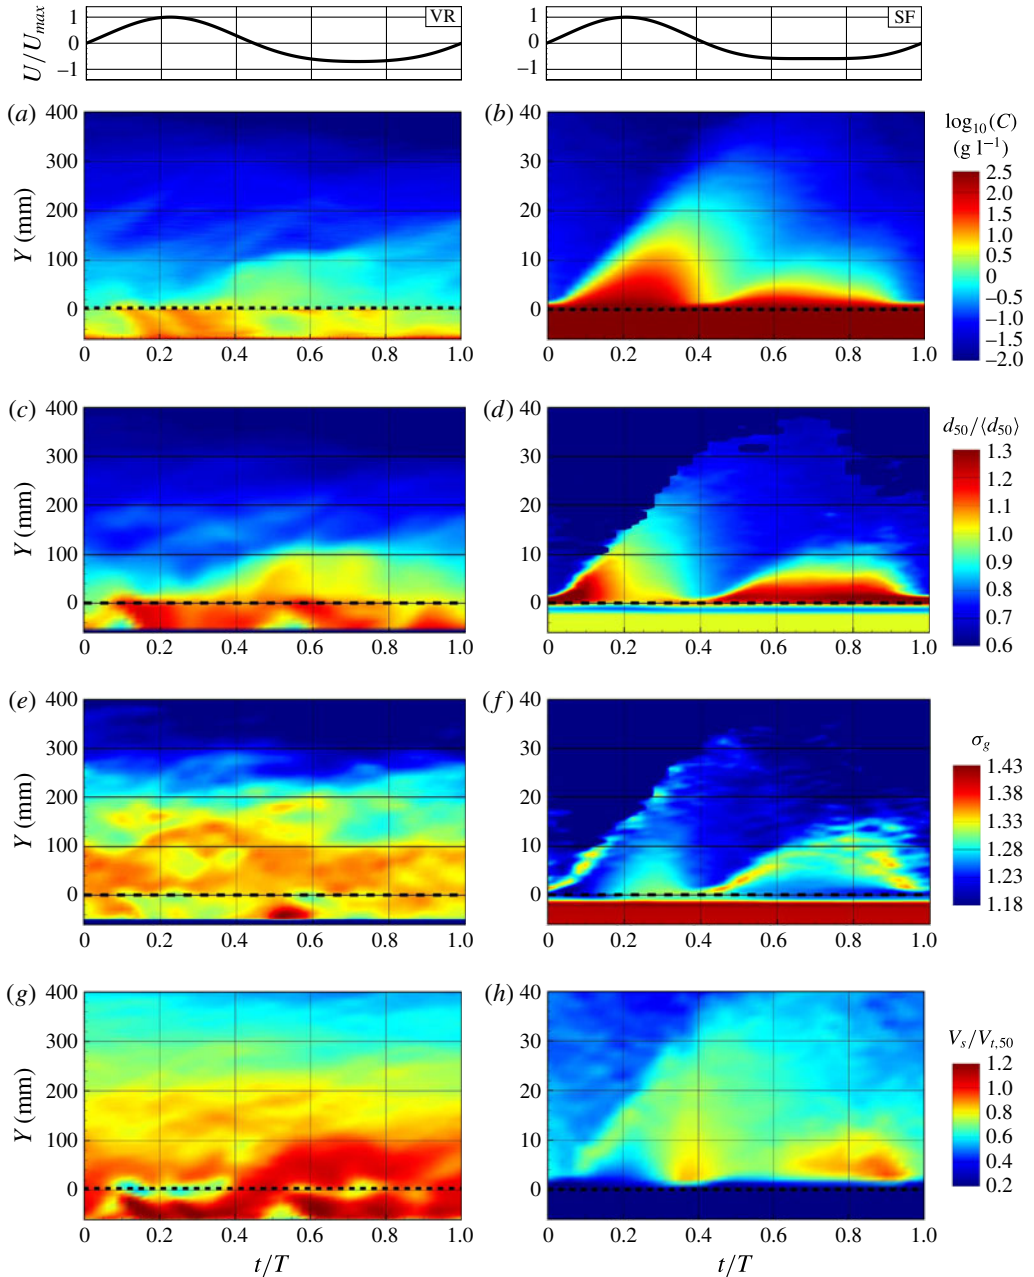 U/U_max 1 0 −1 VR SF 1 0 −1
(a) 400 300 200 100 0 Y (mm) 0 0.2 0.4 0.6 0.8 1.0
(b) 40 30 20 10 0 0 0.2 0.4 0.6 0.8 1.0
log₁₀(C)
(g l⁻¹)
2.5
2.0
1.5
1.0
0.5
0
−0.5
−1.0
−1.5
−2.0
(c) 400 300 200 100 0 Y (mm) 0 0.2 0.4 0.6 0.8 1.0
(d) 40 30 20 10 0 0 0.2 0.4 0.6 0.8 1.0
d₅₀/⟨d₅₀⟩
1.3
1.2
1.1
1.0
0.9
0.8
0.7
0.6
(e) 400 300 200 100 0 Y (mm) 0 0.2 0.4 0.6 0.8 1.0
(f) 40 30 20 10 0 0 0.2 0.4 0.6 0.8 1.0
σ_g
1.43
1.38
1.33
1.28
1.23
1.18
(g) 400 300 200 100 0 Y (mm) 0 0.2 0.4 0.6 0.8 1.0
t/T
(h) 40 30 20 10 0 0 0.2 0.4 0.6 0.8 1.0
t/T
V_s/V_t,50
1.2
1.0
0.8
0.6
0.4
0.2